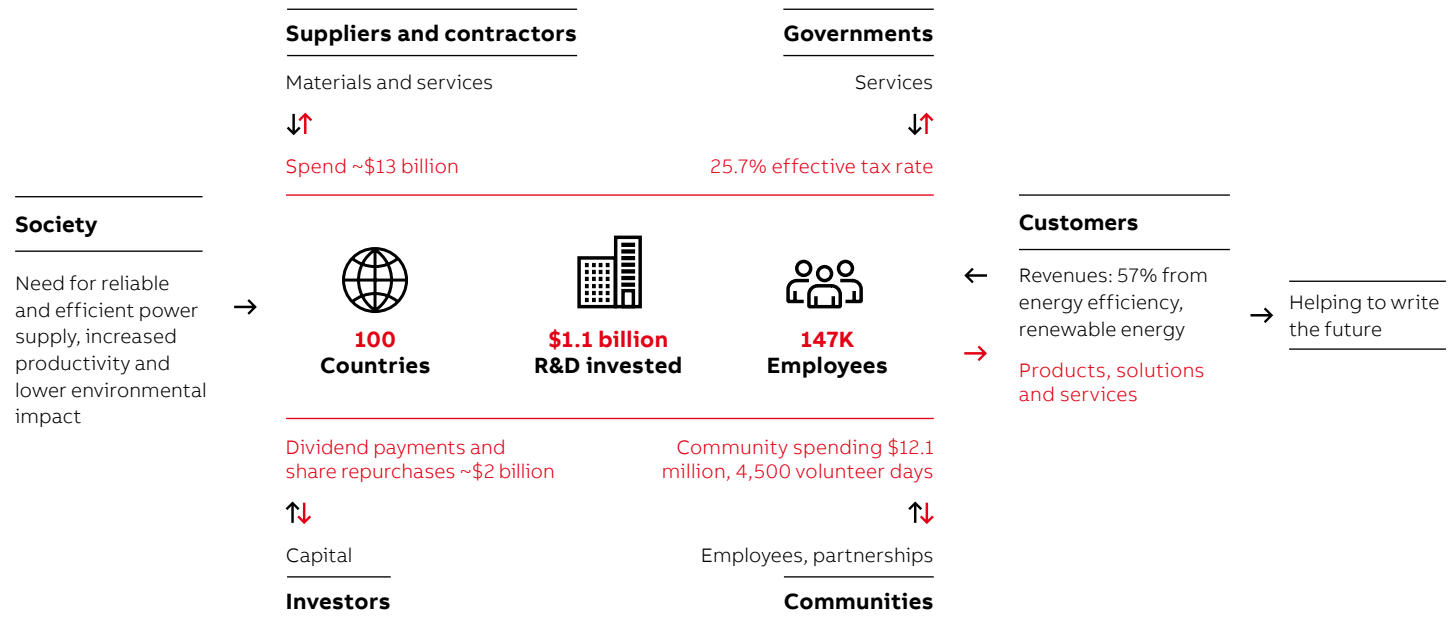 Suppliers and contractors
Materials and services
↓↑
Spend ~$13 billion
Governments
Services
↓↑
25.7% effective tax rate
Society
Need for reliable
and efficient power
supply, increased
productivity and
lower environmental
impact
→
100
Countries
$1.1 billion
R&D invested
147K
Employees
←
→
Customers
Revenues: 57% from
energy efficiency,
renewable energy
Products, solutions
and services
→
Helping to write
the future
Dividend payments and
share repurchases ~$2 billion
↑↓
Capital
Investors
Community spending $12.1
million, 4,500 volunteer days
↑↓
Employees, partnerships
Communities